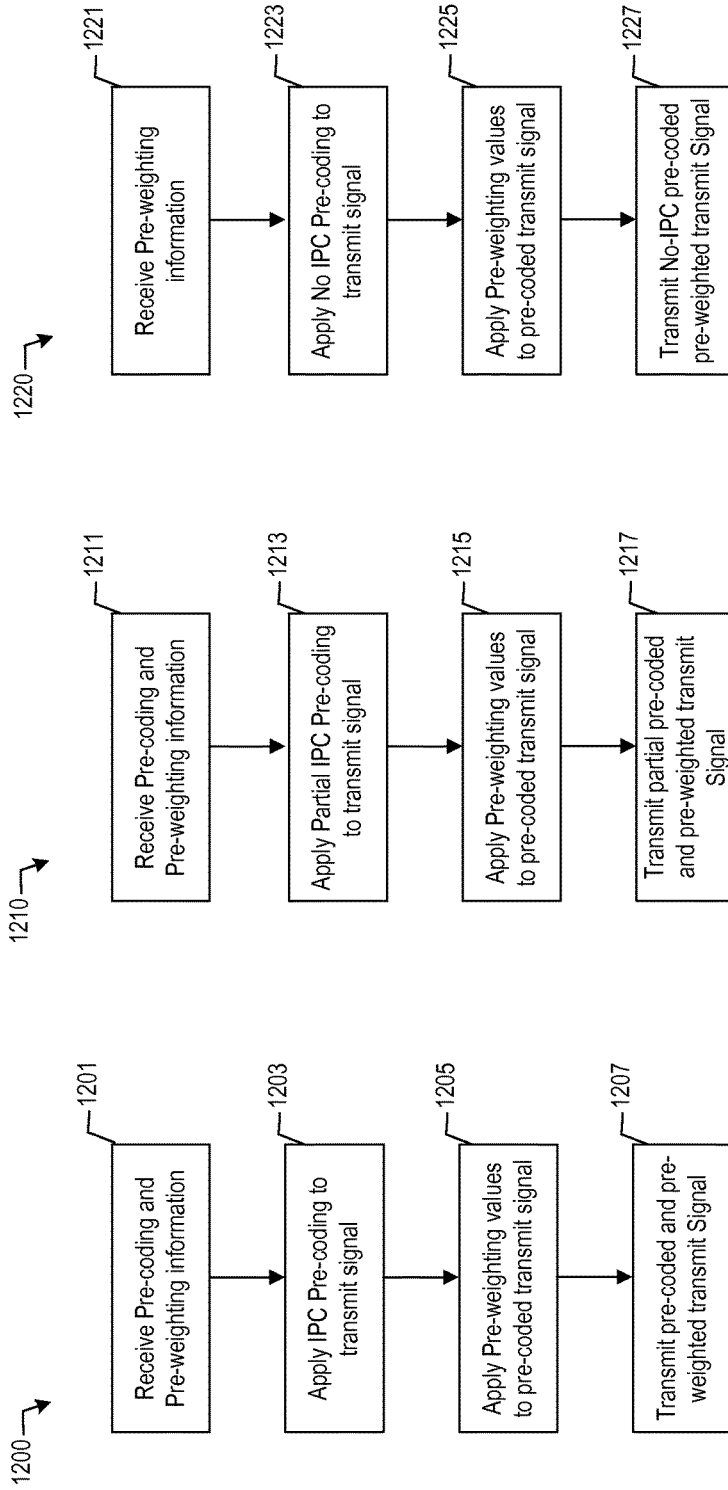 1200
1201
Receive Pre-coding and
Pre-weighting information
1203
Apply IPC Pre-coding to
transmit signal
1205
Apply Pre-weighting values
to pre-coded transmit signal
1207
Transmit pre-coded and pre-
weighted transmit Signal
1210
1211
Receive Pre-coding and
Pre-weighting information
1213
Apply Partial IPC Pre-coding
to transmit signal
1215
Apply Pre-weighting values
to pre-coded transmit signal
1217
Transmit partial pre-coded
and pre-weighted transmit
Signal
1220
1221
Receive Pre-weighting
information
1223
Apply No IPC Pre-coding to
transmit signal
1225
Apply Pre-weighting values
to pre-coded transmit signal
1227
Transmit No-IPC pre-coded
pre-weighted transmit Signal